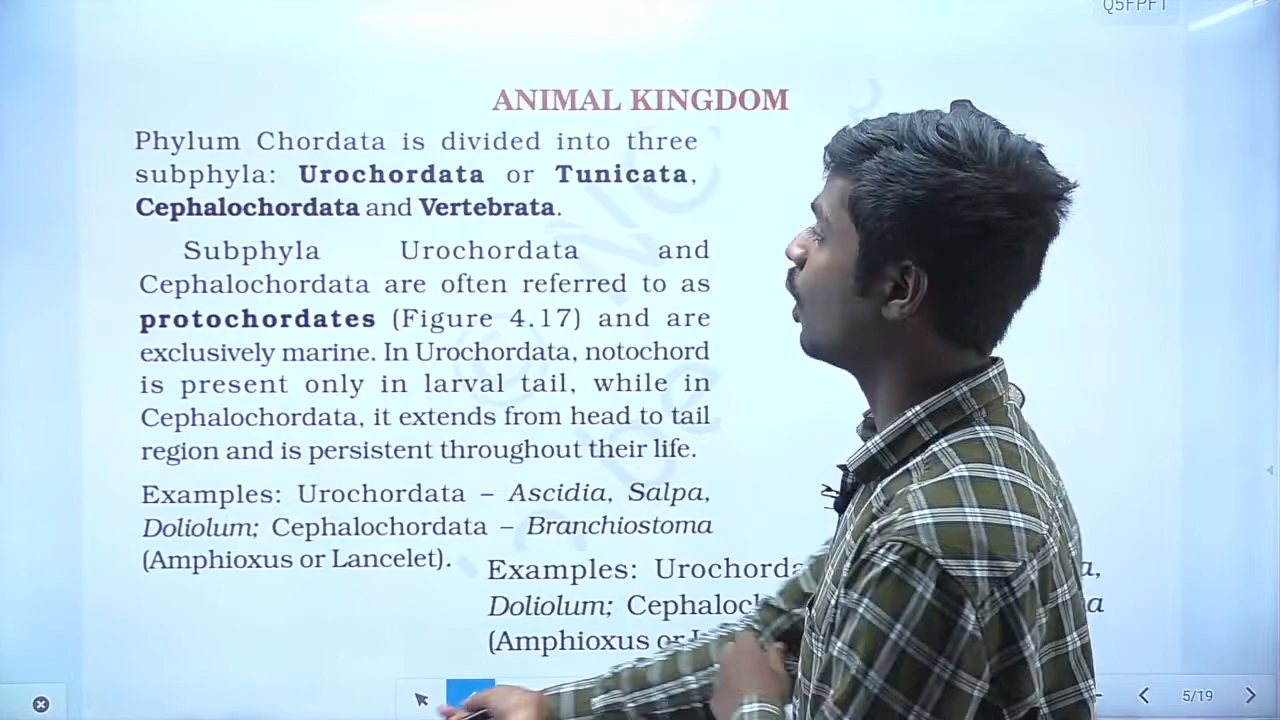 Q5FPFT
ANIMAL KINGDOM
Phylum Chordata is divided into three
subphyla: Urochordata or Tunicata,
Cephalochordata and Vertebrata.
Subphyla Urochordata and
Cephalochordata are often referred to as
protochordates (Figure 4.17) and are
exclusively marine. In Urochordata, notochord
is present only in larval tail, while in
Cephalochordata, it extends from head to tail
region and is persistent throughout their life.
Examples: Urochordata – Ascidia, Salpa,
Doliolum; Cephalochordata – Branchiostoma
(Amphioxus or Lancelet).
Examples:
Doliolum;
(Amphioxus or
5/19